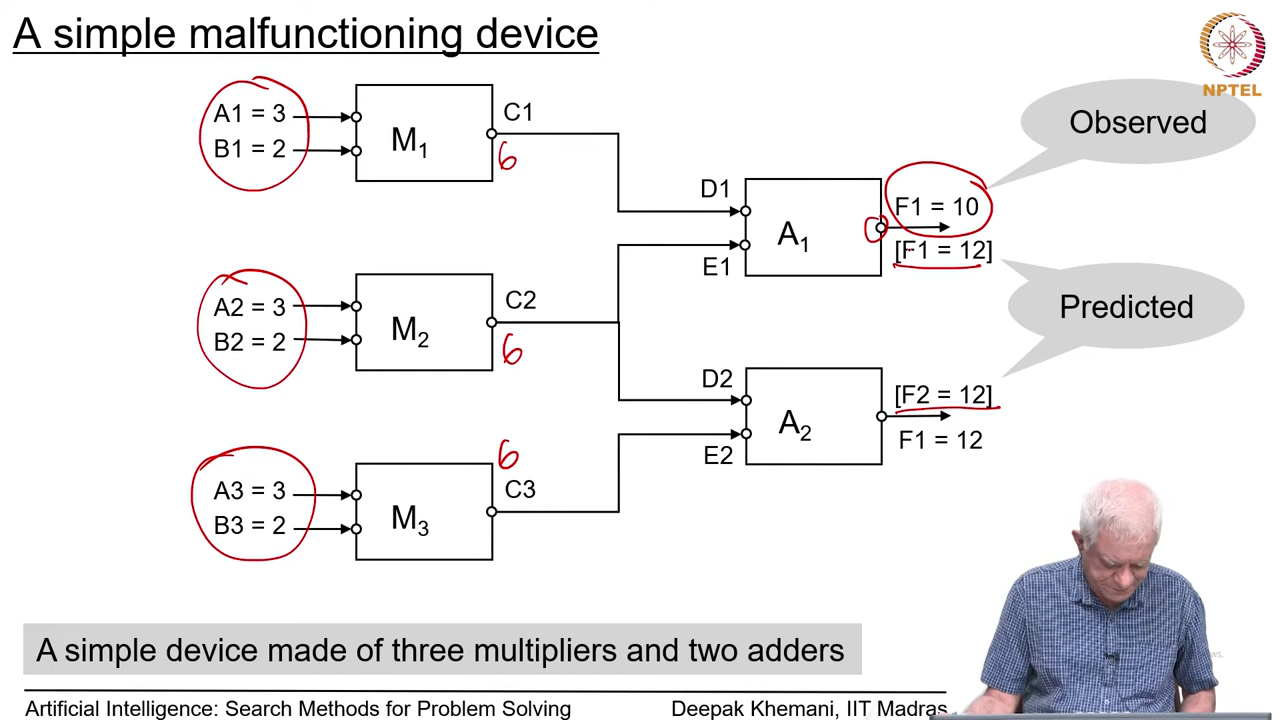 A simple malfunctioning device
NPTEL
A1 = 3
B1 = 2
M1
C1
6
Observed
D1
E1
A1
F1 = 10
[F1 = 12]
A2 = 3
B2 = 2
M2
C2
6
Predicted
D2
E2
A2
[F2 = 12]
F1 = 12
A3 = 3
B3 = 2
M3
6
C3
A simple device made of three multipliers and two adders
Artificial Intelligence: Search Methods for Problem Solving
Deepak Khemani, IIT Madras